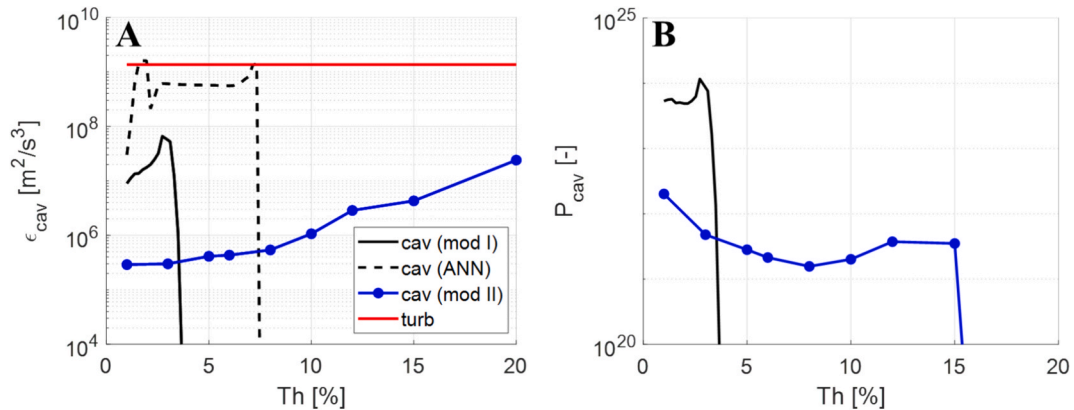 A
10^10
10^8
10^6
10^4
ϵ_cav [m^2/s^3]
cav (mod I)
cav (ANN)
cav (mod II)
turb
0 5 10 15 20
Th [%]
B
10^25
10^20
P_cav [-]
0 5 10 15 20
Th [%]